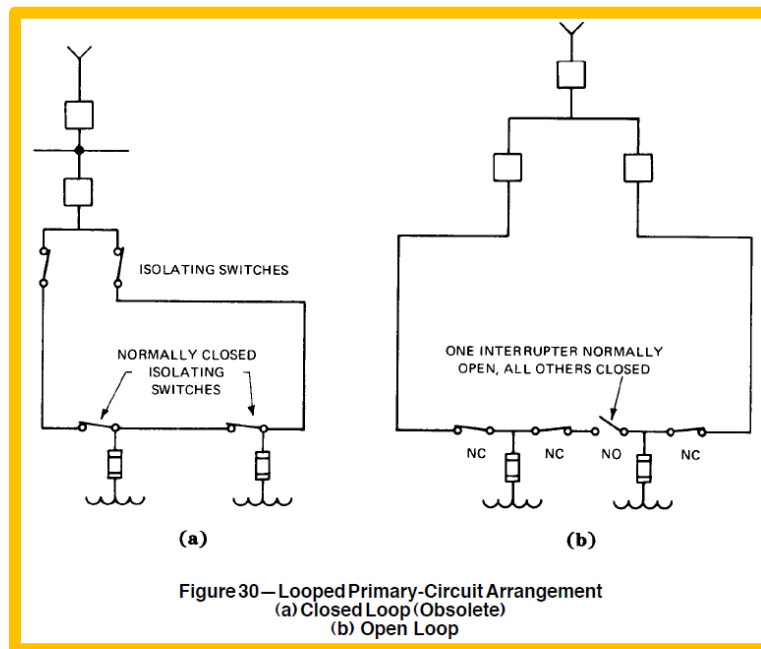 ISOLATING SWITCHES
NORMALLY CLOSED
ISOLATING
SWITCHES
(a)
ONE INTERRUPTER NORMALLY
OPEN, ALL OTHERS CLOSED
NC
NC
NO
NC
(b)
Figure 30—Looped Primary-Circuit Arrangement
(a) Closed Loop (Obsolete)
(b) Open Loop